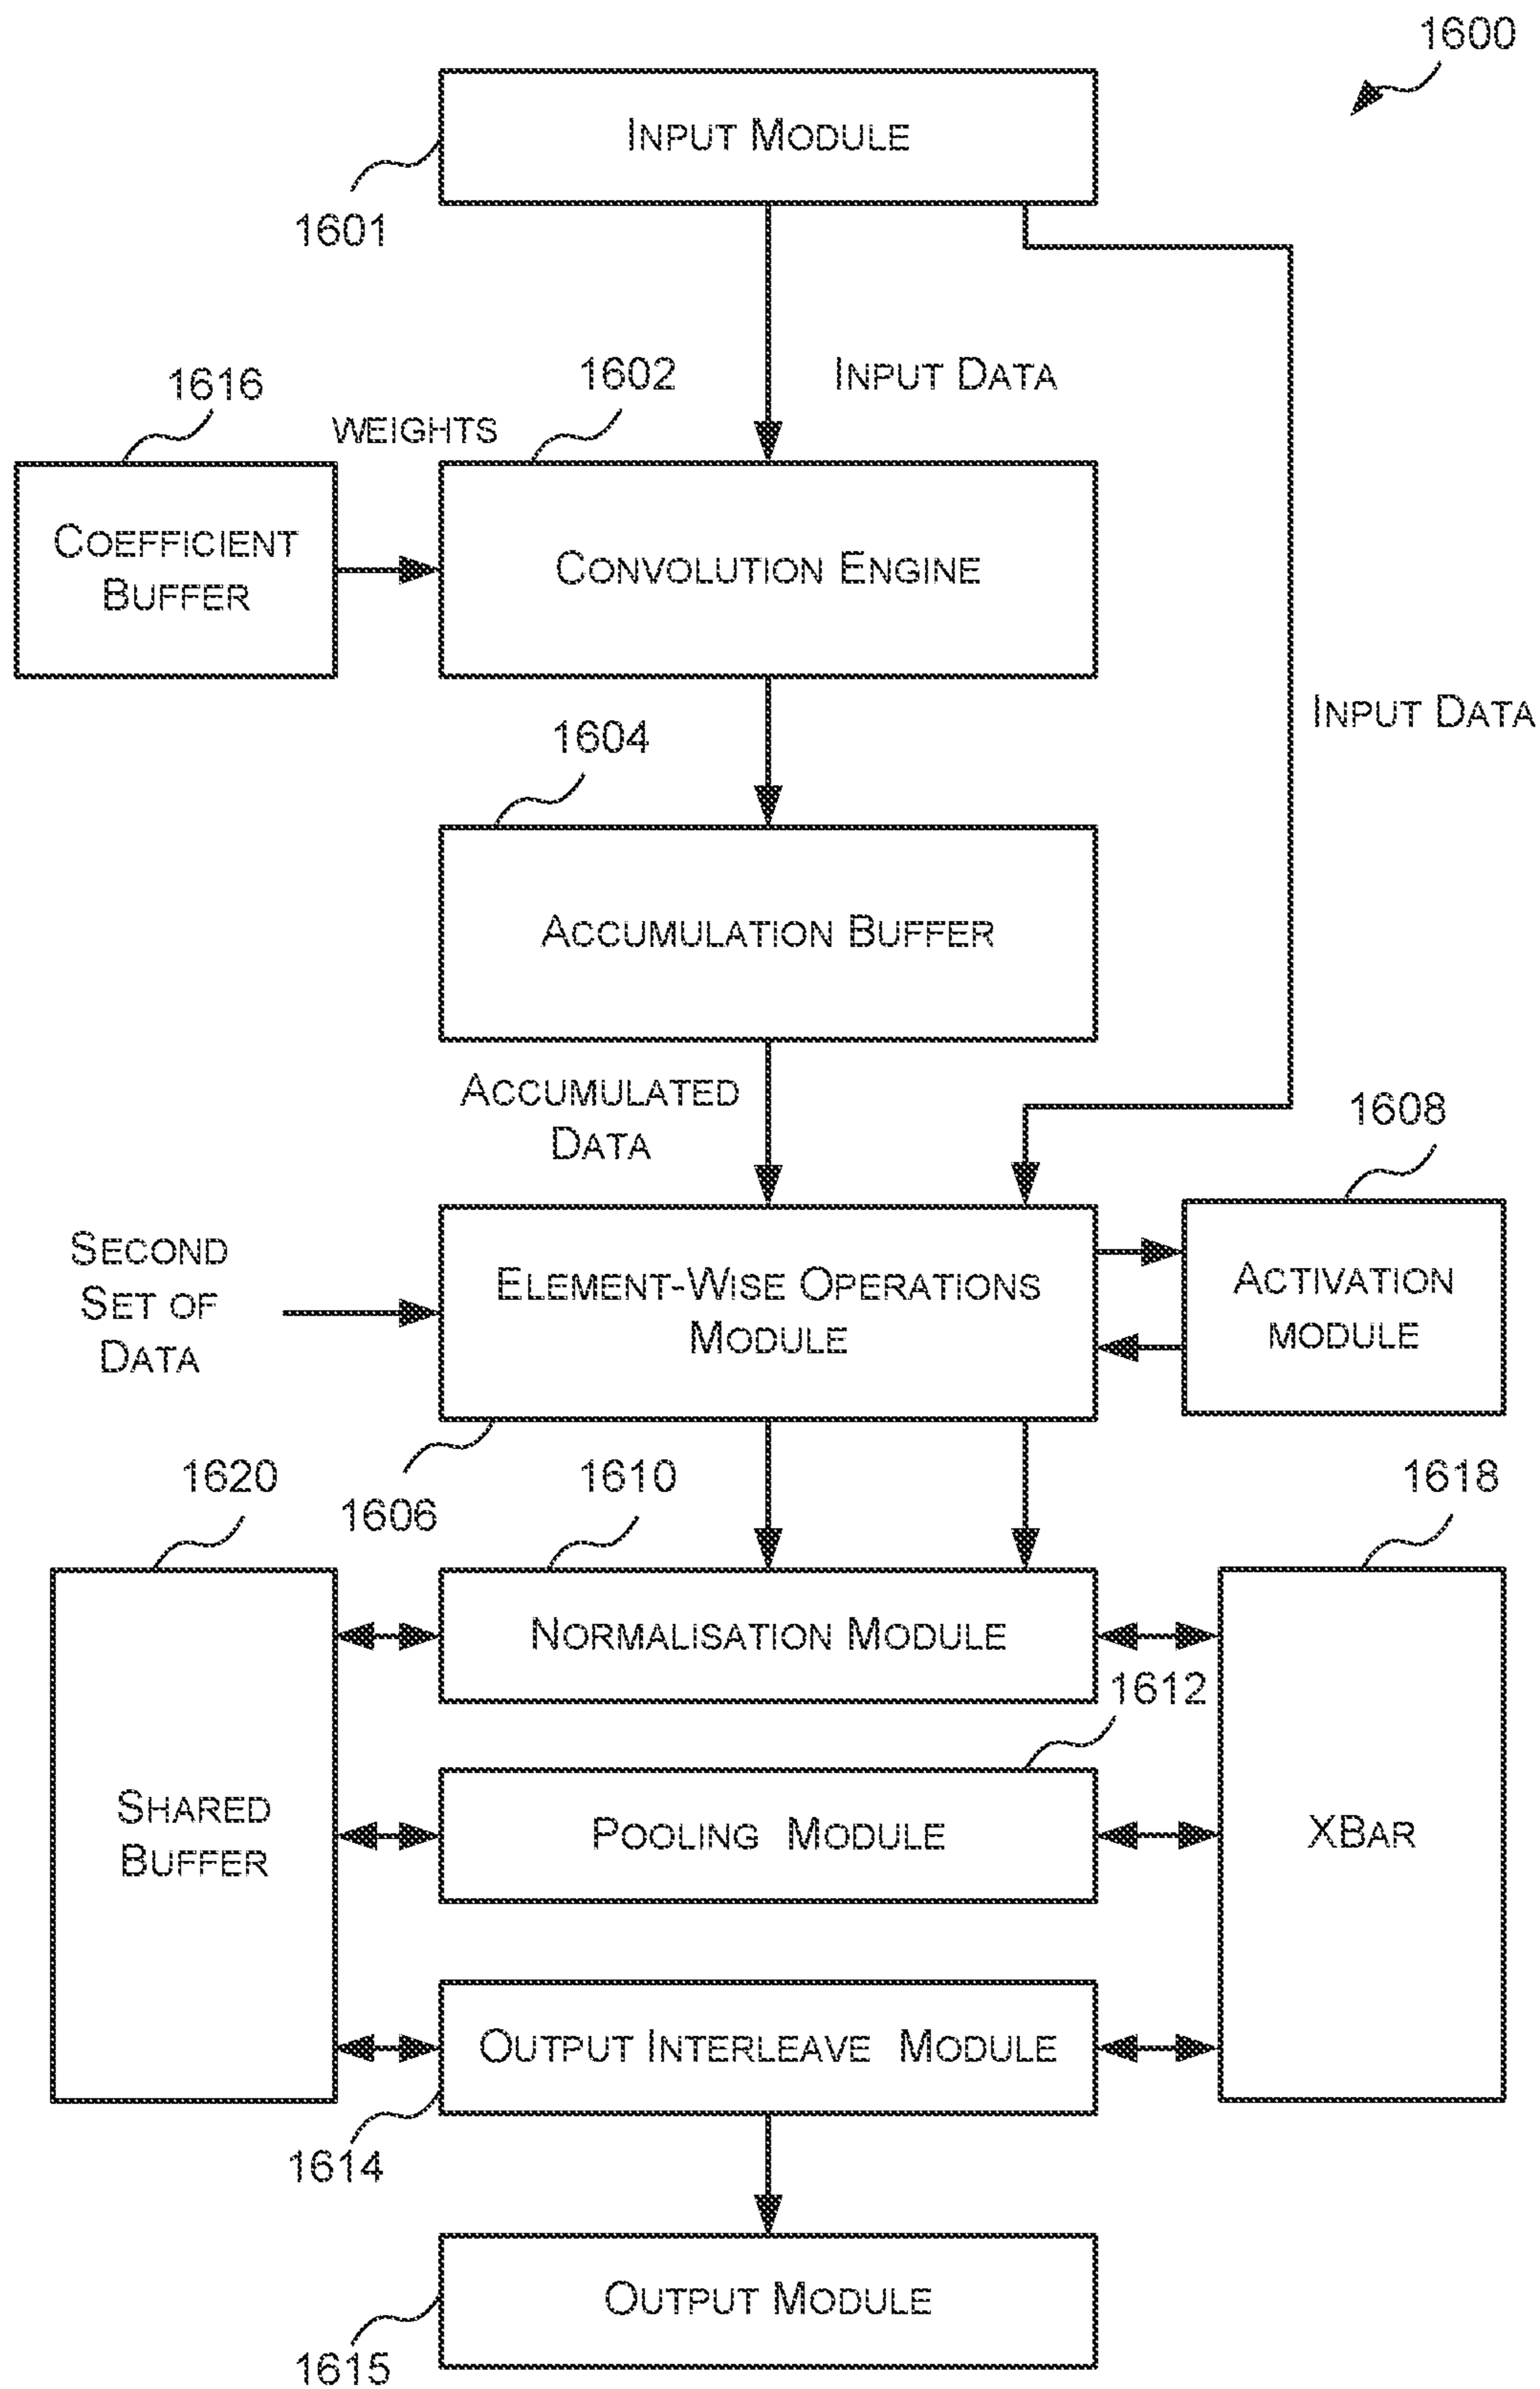 1600
INPUT MODULE
1601
1616
WEIGHTS
1602
INPUT DATA
COEFFICIENT
BUFFER
CONVOLUTION ENGINE
INPUT DATA
1604
ACCUMULATION BUFFER
ACCUMULATED
DATA
1608
SECOND
SET OF
DATA
ELEMENT-WISE OPERATIONS
MODULE
ACTIVATION
MODULE
1620
1606
1610
1618
NORMALISATION MODULE
1612
SHARED
BUFFER
POOLING MODULE
XBAR
OUTPUT INTERLEAVE MODULE
1614
OUTPUT MODULE
1615